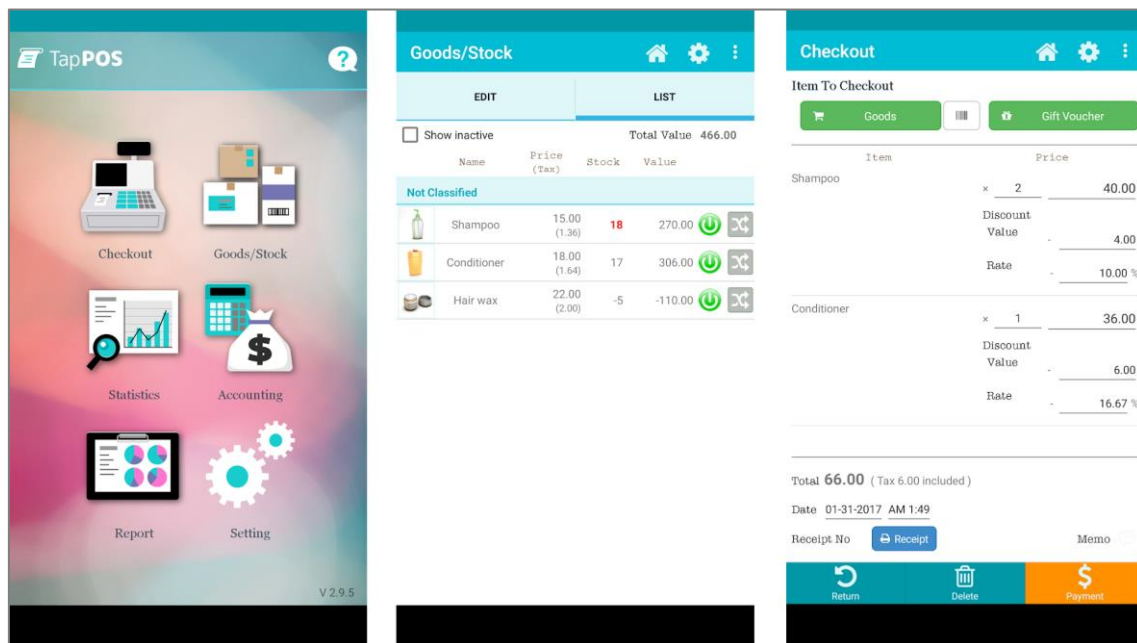 TapPOS
?
Checkout
Goods/Stock
Statistics
$
Accounting
Report
Setting
V 2.9.5
Goods/Stock
EDIT
LIST
Show inactive
Total Value 466.00
Name Price (Tax) Stock Value
Not Classified
Shampoo 15.00 (1.36) 18 270.00
Conditioner 18.00 (1.64) 17 306.00
Hair wax 22.00 (2.00) -5 -110.00
Checkout
Item To Checkout
Goods
Gift Voucher
Item Price
Shampoo
× 2 40.00
Discount
Value - 4.00
Rate - 10.00 %
Conditioner
× 1 36.00
Discount
Value - 6.00
Rate - 16.67 %
Total 66.00 ( Tax 6.00 included )
Date 01-31-2017 AM 1:49
Receipt No Receipt Memo
Return
Delete
$
Payment